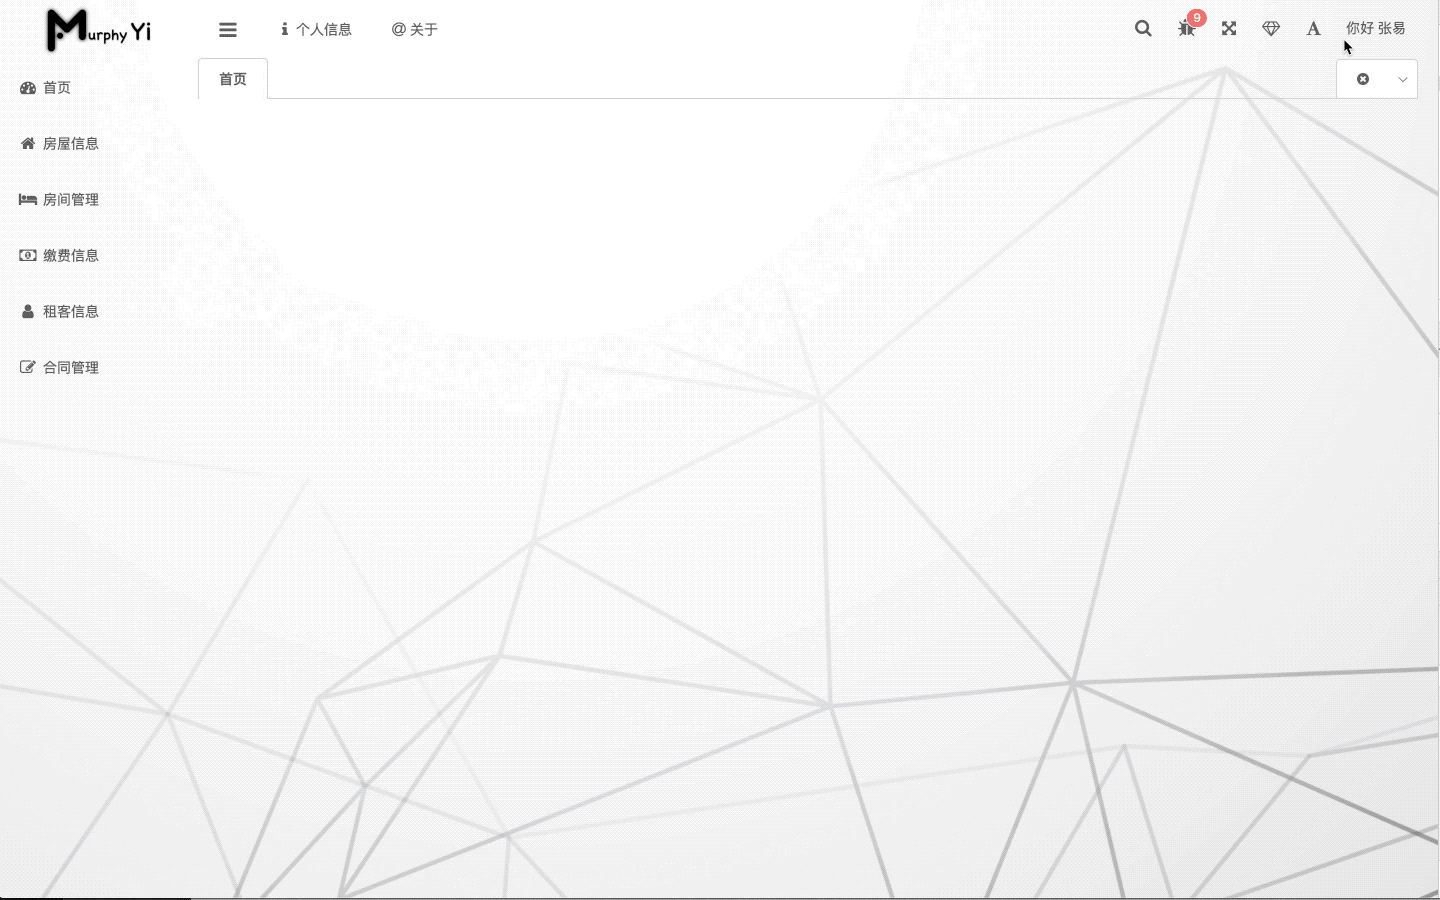 Murphy Yi
个人信息
@ 关于
9
A
你好 张易
首页
首页
房屋信息
房间管理
缴费信息
租客信息
合同管理